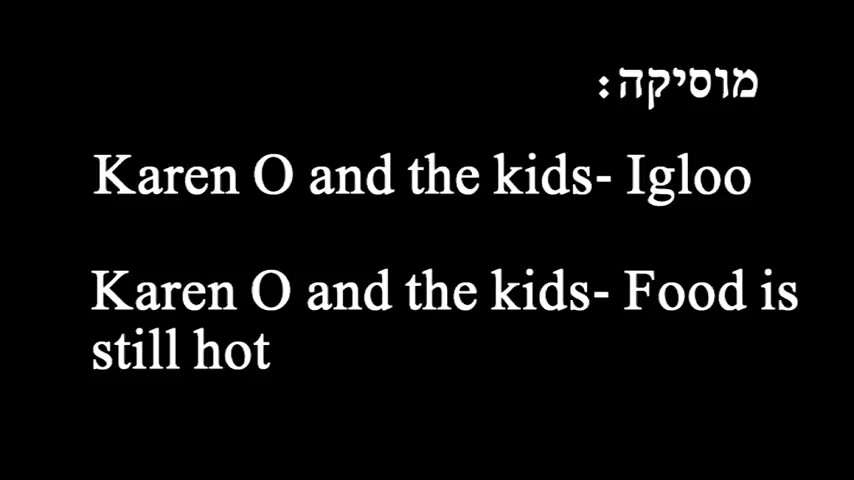 מוסיקה:
Karen O and the kids- Igloo
Karen O and the kids- Food is
still hot